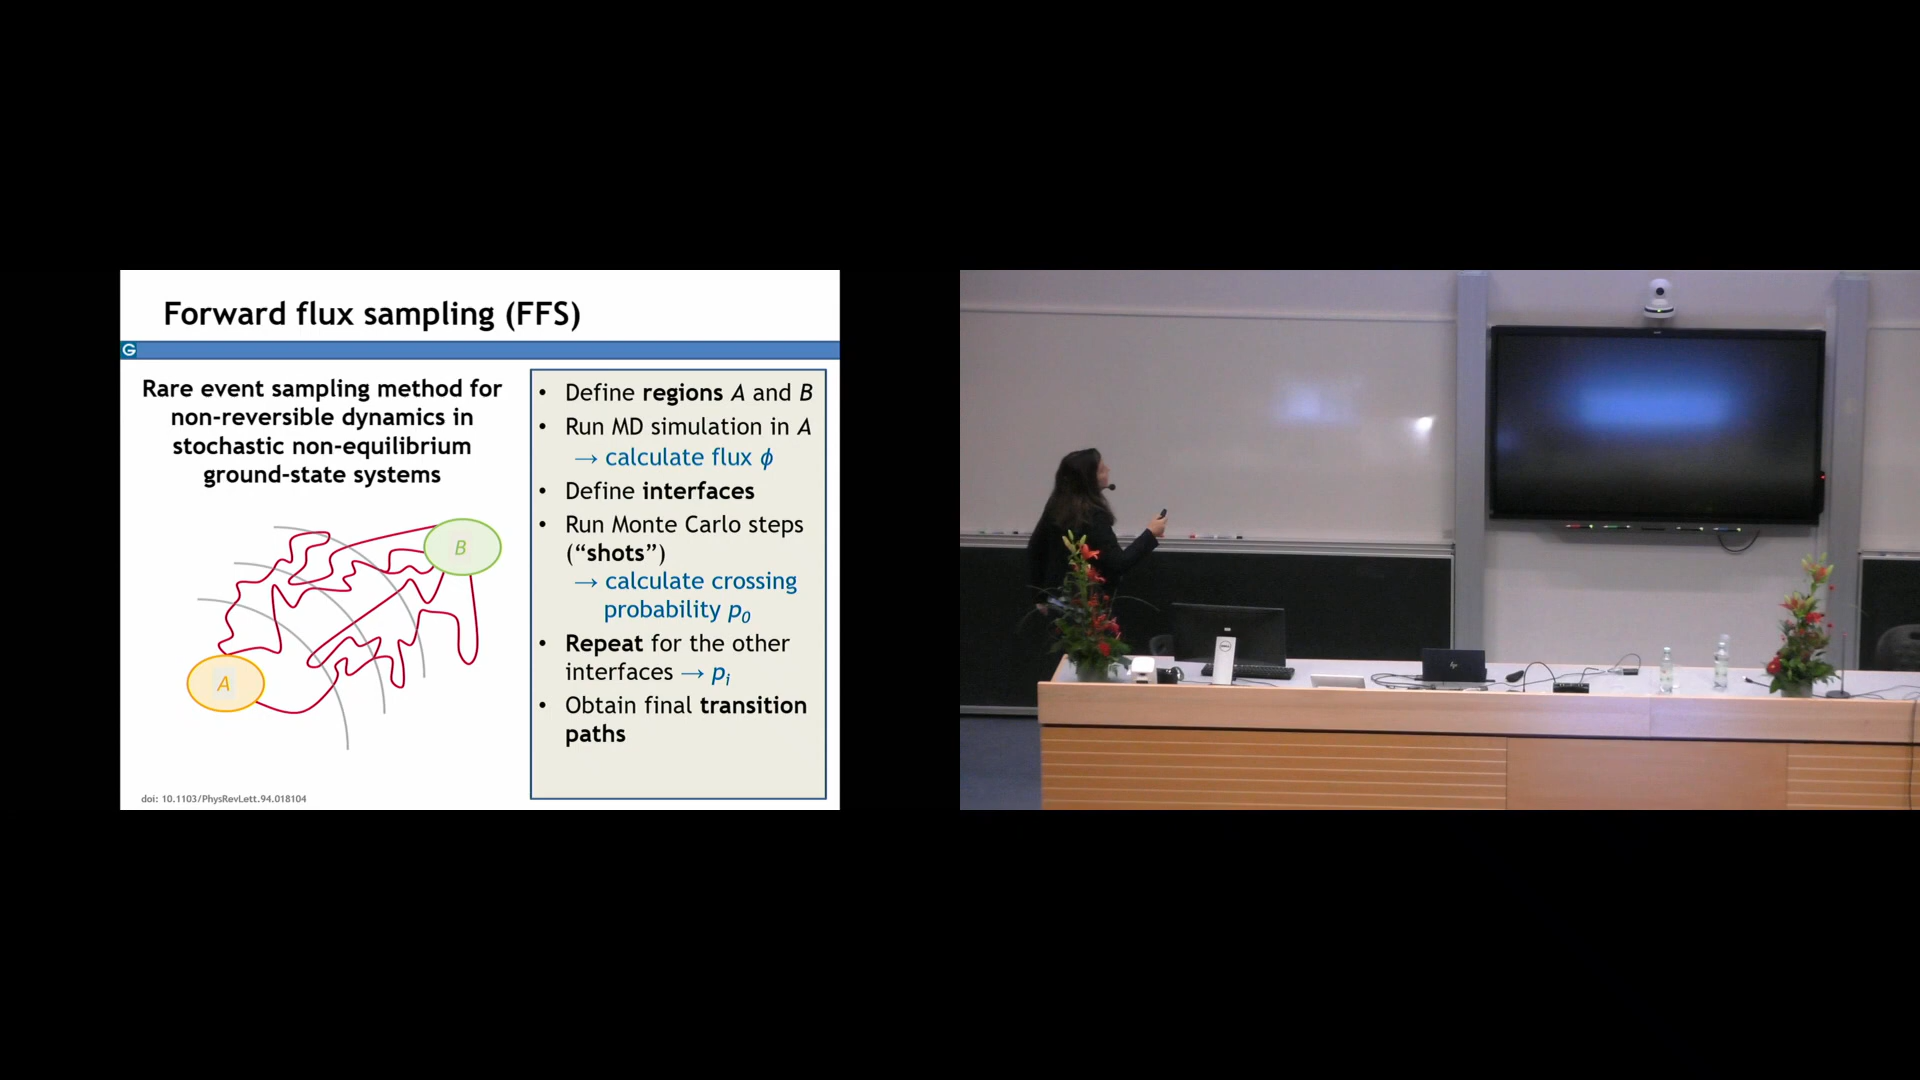 Forward flux sampling (FFS)
G
Rare event sampling method for
non-reversible dynamics in
stochastic non-equilibrium
ground-state systems
B
A
doi: 10.1103/PhysRevLett.94.018104
• Define regions A and B
• Run MD simulation in A
→ calculate flux ϕ
• Define interfaces
• Run Monte Carlo steps
(“shots”)
→ calculate crossing
probability p₀
• Repeat for the other
interfaces → pᵢ
• Obtain final transition
paths